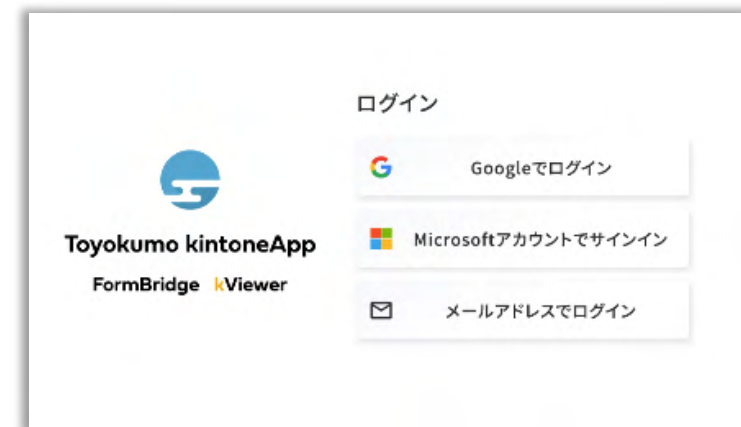 ログイン
Googleでログイン
Toyokumo kintoneApp
Microsoftアカウントでサインイン
FormBridge kViewer
メールアドレスでログイン